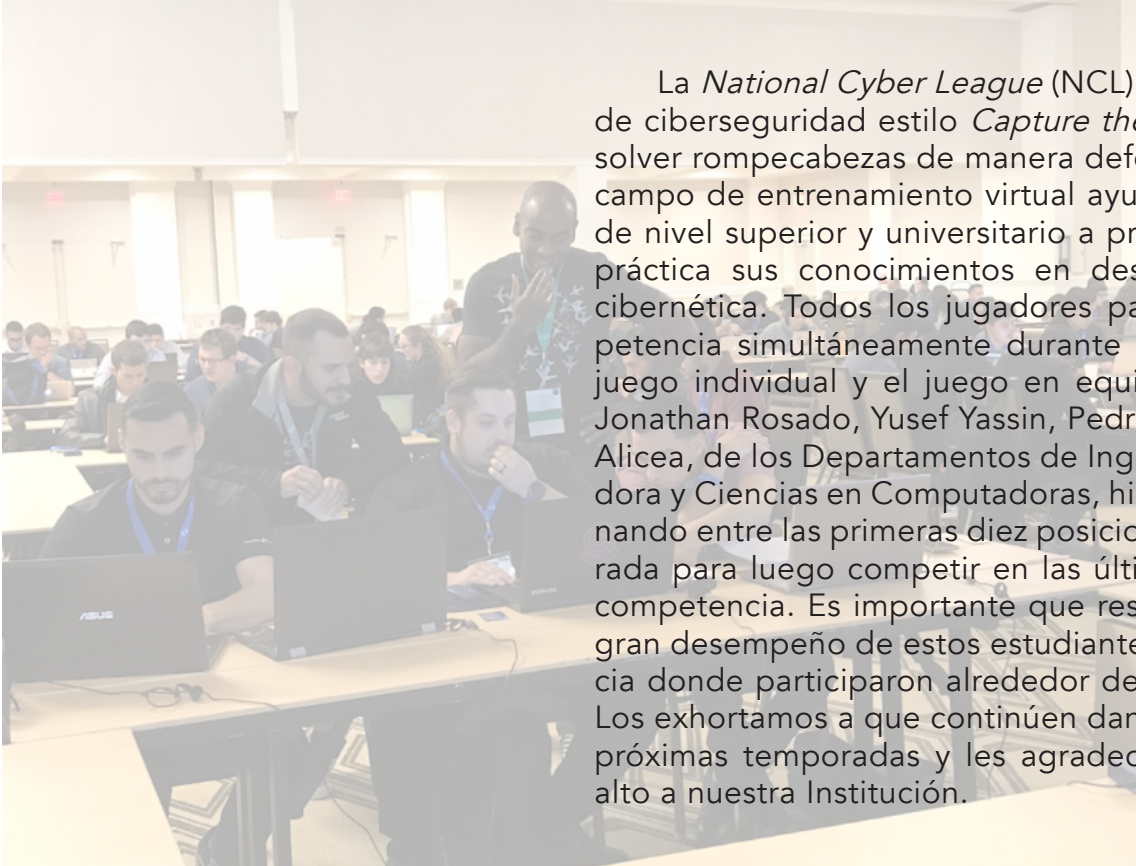 La National Cyber League (NCL)
de ciberseguridad estilo Capture the
solver rompecabezas de manera defe
campo de entrenamiento virtual ayu
de nivel superior y universitario a pr
práctica sus conocimientos en des
cibernética. Todos los jugadores pa
petencia simultáneamente durante
juego individual y el juego en equi
Jonathan Rosado, Yusef Yassin, Pedr
Alicea, de los Departamentos de Ing
dora y Ciencias en Computadoras, hi
nando entre las primeras diez posicio
rada para luego competir en las últi
competencia. Es importante que res
gran desempeño de estos estudiante
cia donde participaron alrededor de
Los exhortamos a que continúen dan
próximas temporadas y les agradec
alto a nuestra Institución.
ASUS